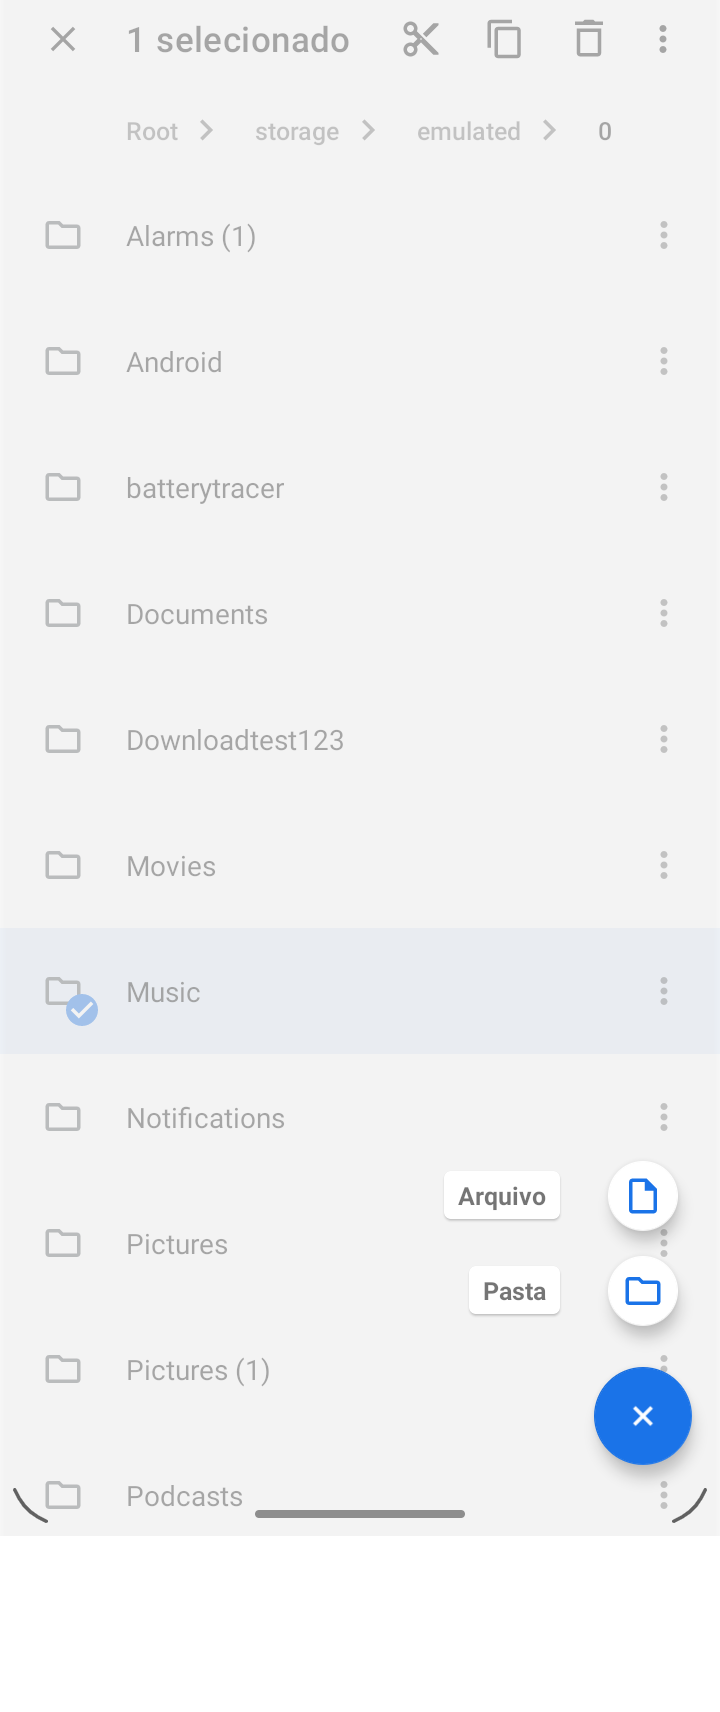 1 selecionado
Root storage emulated 0
Alarms (1)
Android
batterytracer
Documents
Downloadtest123
Movies
Music
Notifications
Arquivo
Pictures
Pasta
Pictures (1)
Podcasts